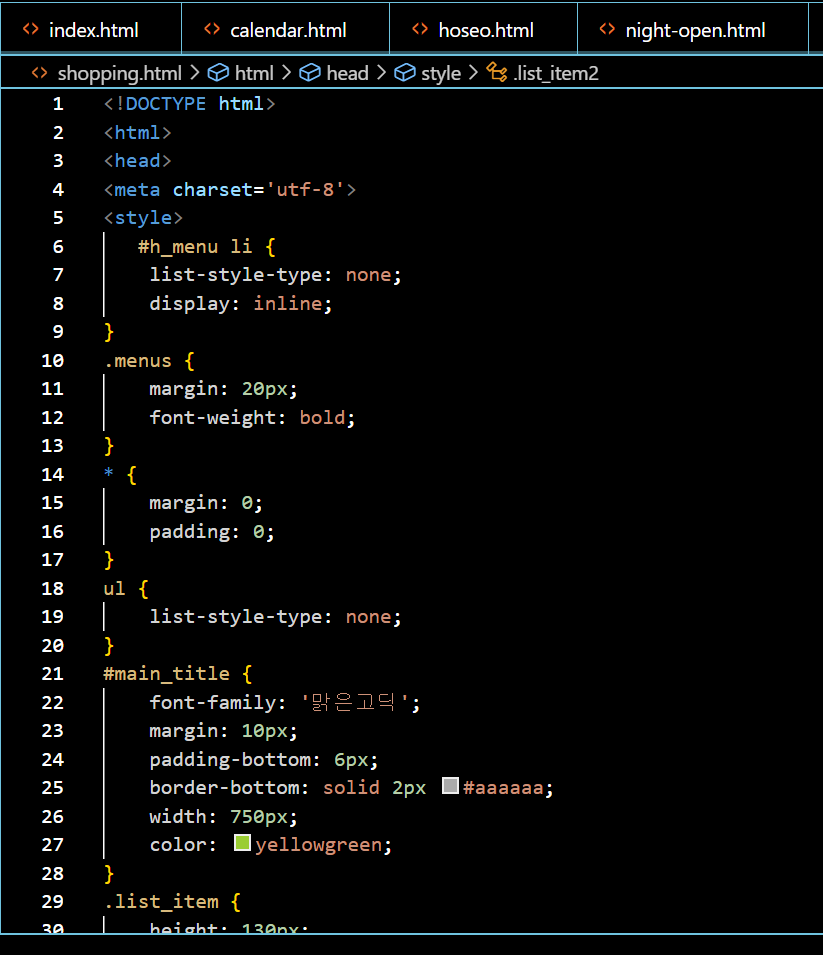 index.html calendar.html hoseo.html night-open.html
shopping.html > html > head > style > .list_item2
1 <!DOCTYPE html>
2 <html>
3 <head>
4 <meta charset='utf-8'>
5 <style>
6 #h_menu li {
7 list-style-type: none;
8 display: inline;
9 }
10 .menus {
11 margin: 20px;
12 font-weight: bold;
13 }
14 * {
15 margin: 0;
16 padding: 0;
17 }
18 ul {
19 list-style-type: none;
20 }
21 #main_title {
22 font-family: '맑은고딕';
23 margin: 10px;
24 padding-bottom: 6px;
25 border-bottom: solid 2px #aaaaaa;
26 width: 750px;
27 color: yellowgreen;
28 }
29 .list_item {
30 height: 130px;